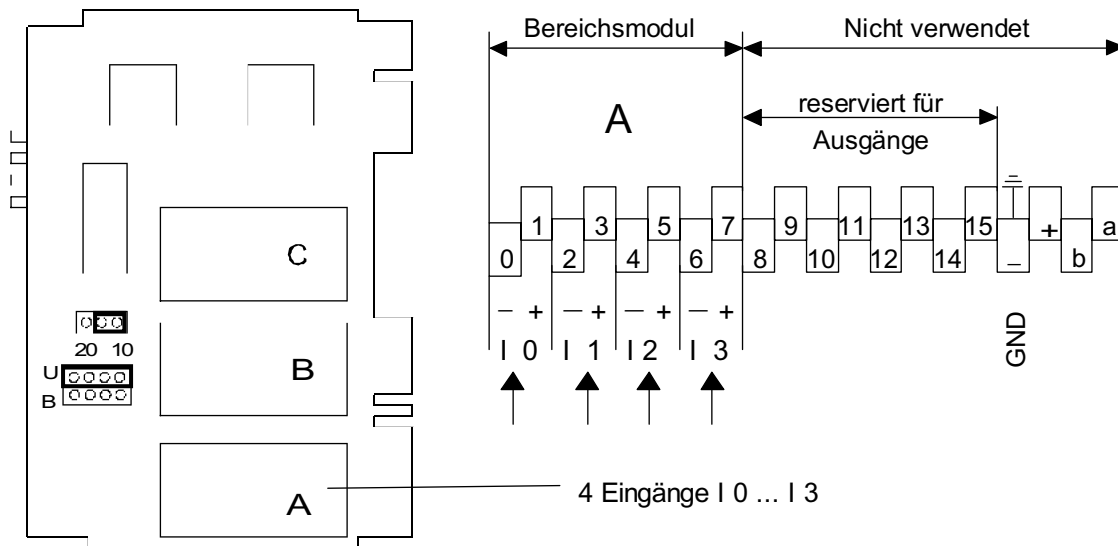 Bereichsmodul
Nicht verwendet
A
reserviert für
Ausgänge
1 3 5 7 9 11 13 15 + a
0 2 4 6 8 10 12 14 – b
– + – + – + – +
I 0 I 1 I 2 I 3
GND
C
20 10
U
B
B
A
4 Eingänge I 0 ... I 3